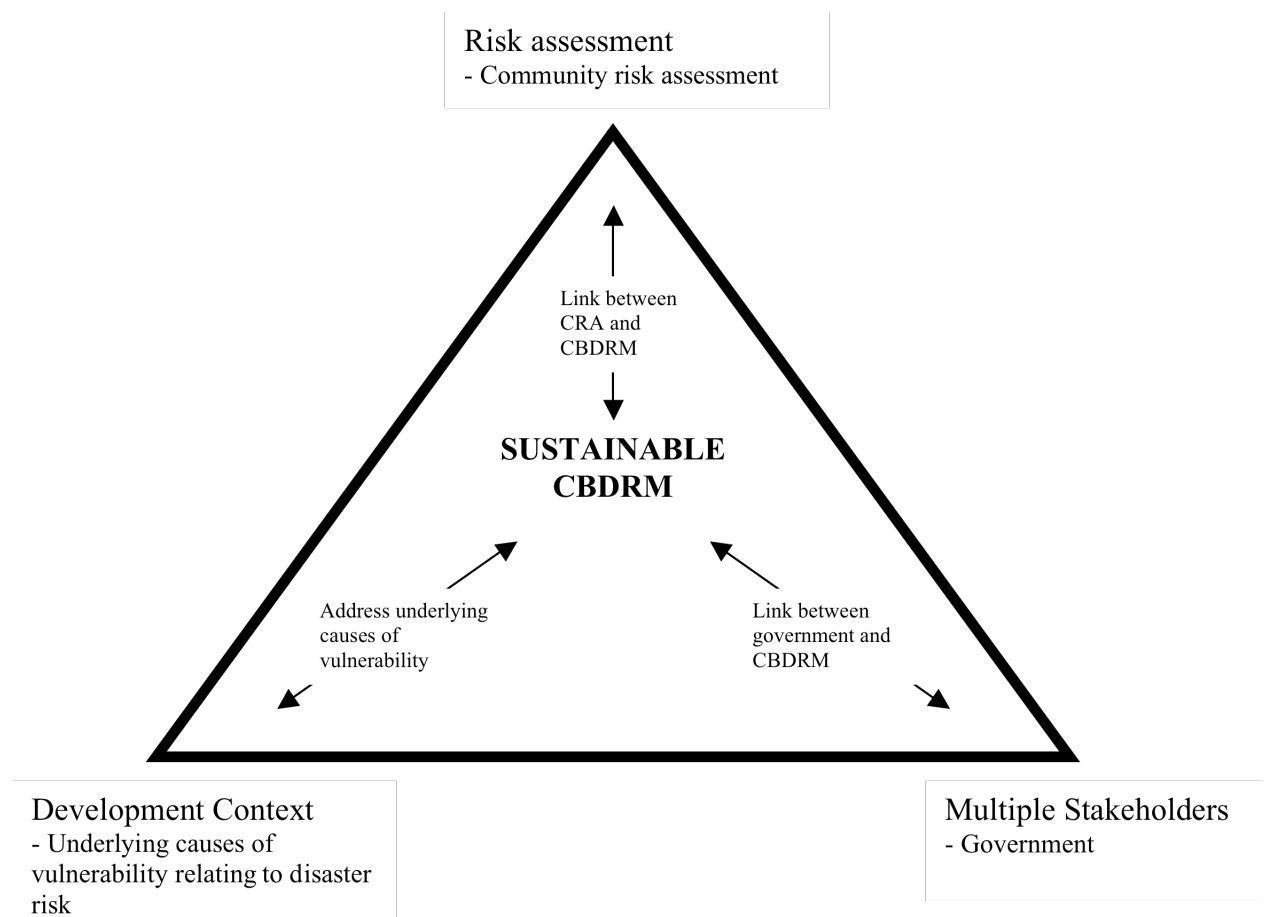 Risk assessment
- Community risk assessment
Link between
CRA and
CBDRM
SUSTAINABLE
CBDRM
Address underlying
causes of
vulnerability
Link between
government and
CBDRM
Development Context
- Underlying causes of
vulnerability relating to disaster
risk
Multiple Stakeholders
- Government